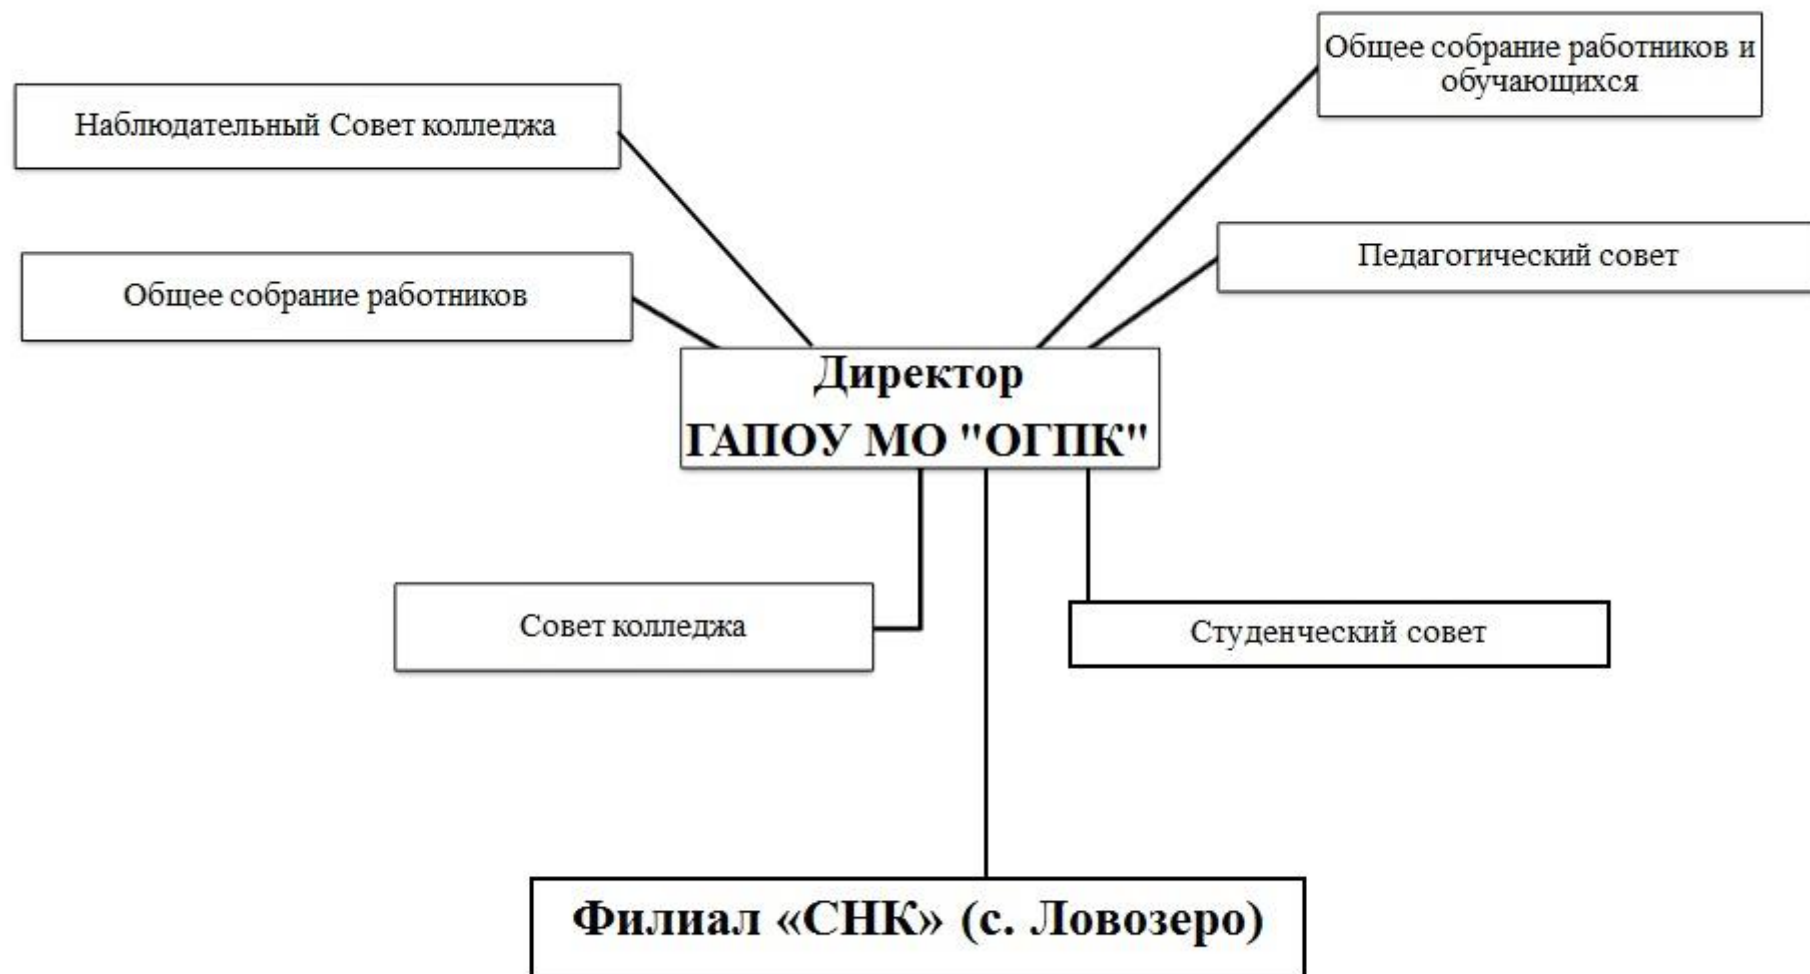 Общее собрание работников и
обучающихся
Наблюдательный Совет колледжа
Педагогический совет
Общее собрание работников
Директор
ГАПОУ МО "ОГПК"
Совет колледжа
Студенческий совет
Филиал «СНК» (с. Ловозеро)